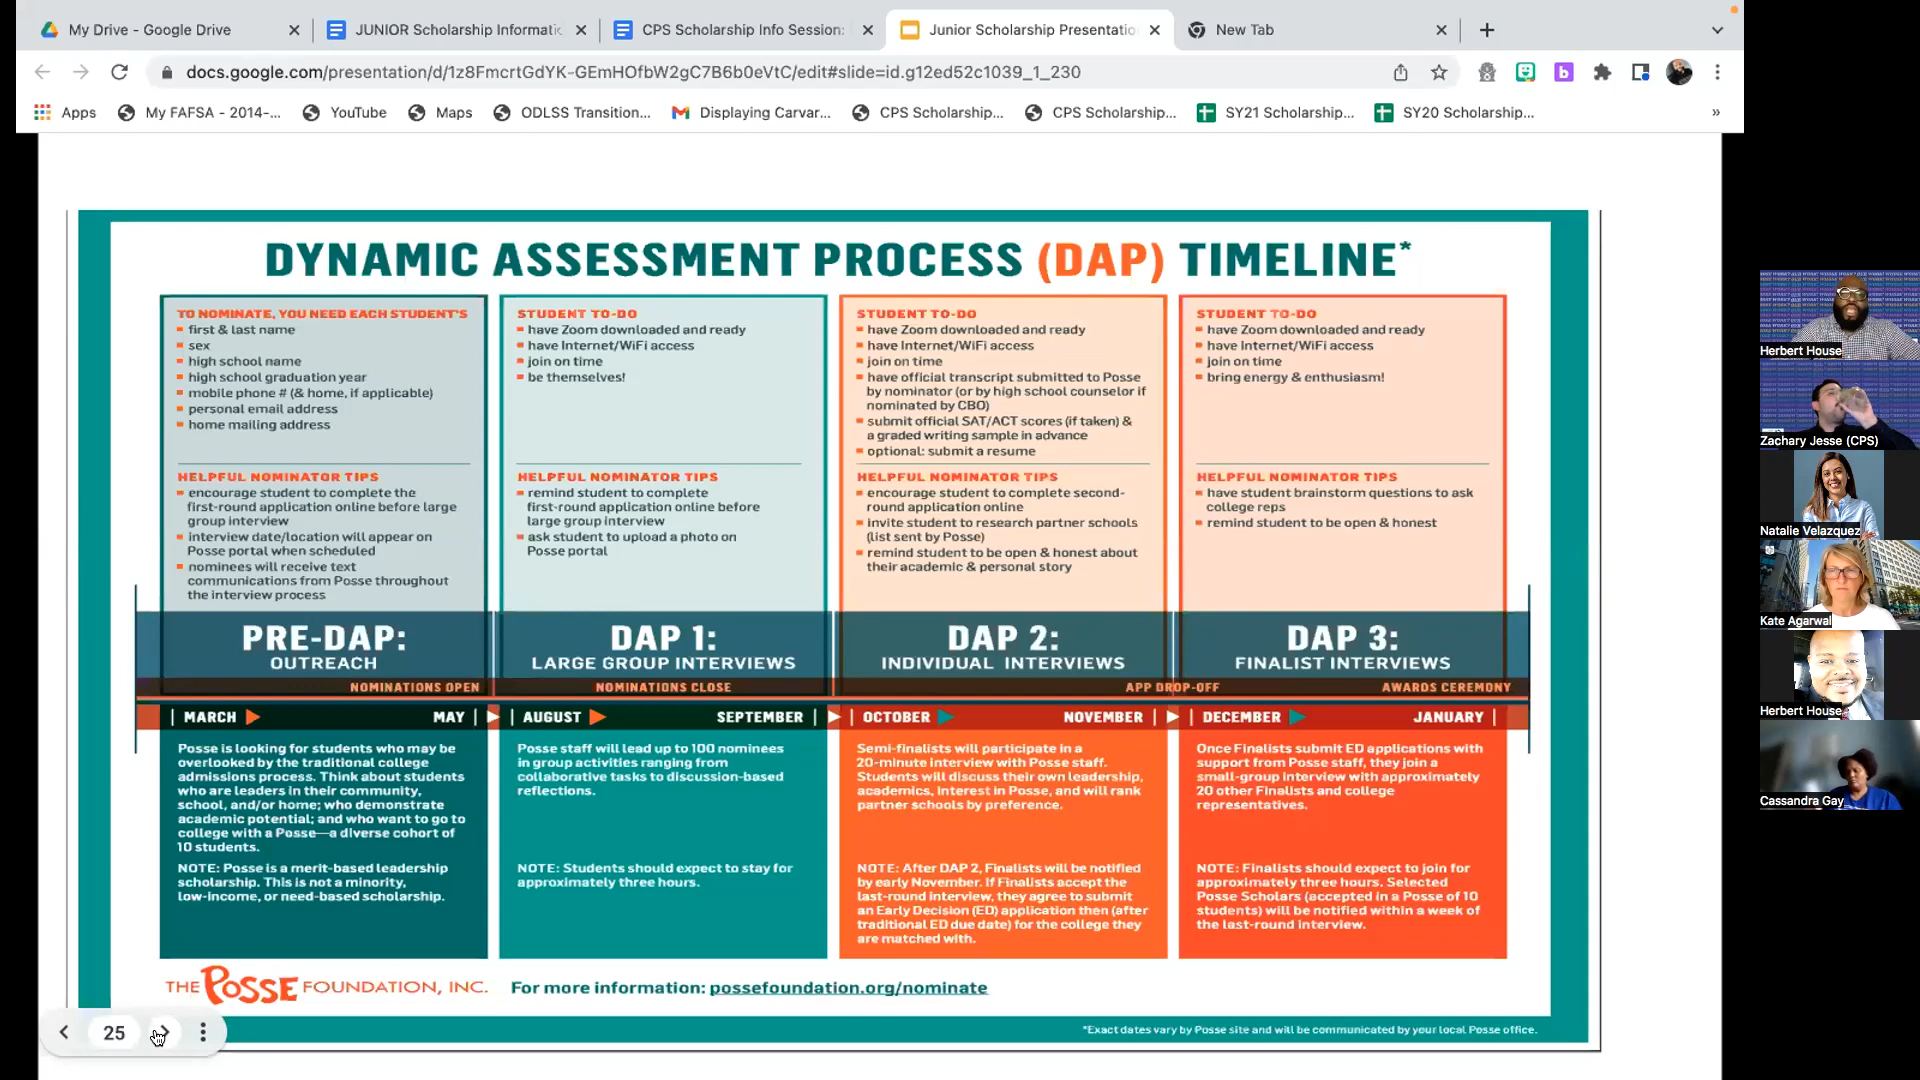 My Drive - Google Drive
JUNIOR Scholarship Informatic
CPS Scholarship Info Session:
Junior Scholarship Presentatio
New Tab
docs.google.com/presentation/d/1z8FmcrtGdYK-GEmHOfbW2gC7B6b0eVtC/edit#slide=id.g12ed52c1039_1_230
Apps
My FAFSA - 2014-...
YouTube
Maps
ODLSS Transition...
Displaying Carvar...
CPS Scholarship...
CPS Scholarship...
SY21 Scholarship...
SY20 Scholarship...
DYNAMIC ASSESSMENT PROCESS (DAP) TIMELINE*
TO NOMINATE, YOU NEED EACH STUDENT'S
first & last name
sex
high school name
high school graduation year
mobile phone # (& home, if applicable)
personal email address
home mailing address
HELPFUL NOMINATOR TIPS
encourage student to complete the
first-round application online before large
group interview
interview date/location will appear on
Posse portal when scheduled
nominees will receive text
communications from Posse throughout
the interview process
STUDENT TO-DO
have Zoom downloaded and ready
have Internet/WiFi access
join on time
be themselves!
HELPFUL NOMINATOR TIPS
remind student to complete
first-round application online before
large group interview
ask student to upload a photo on
Posse portal
STUDENT TO-DO
have Zoom downloaded and ready
have Internet/WiFi access
join on time
have official transcript submitted to Posse
by nominator (or by high school counselor if
nominated by CBO)
submit official SAT/ACT scores (if taken) &
a graded writing sample in advance
optional: submit a resume
HELPFUL NOMINATOR TIPS
encourage student to complete second-
round application online
invite student to research partner schools
(list sent by Posse)
remind student to be open & honest about
their academic & personal story
STUDENT TO-DO
have Zoom downloaded and ready
have Internet/WiFi access
join on time
bring energy & enthusiasm!
HELPFUL NOMINATOR TIPS
have student brainstorm questions to ask
college reps
remind student to be open & honest
PRE-DAP:
OUTREACH
DAP 1:
LARGE GROUP INTERVIEWS
DAP 2:
INDIVIDUAL INTERVIEWS
DAP 3:
FINALIST INTERVIEWS
NOMINATIONS OPEN
NOMINATIONS CLOSE
APP DROP-OFF
AWARDS CEREMONY
MARCH
MAY
AUGUST
SEPTEMBER
OCTOBER
NOVEMBER
DECEMBER
JANUARY
Posse is looking for students who may be
overlooked by the traditional college
admissions process. Think about students
who are leaders in their community,
school, and/or home; who demonstrate
academic potential; and who want to go to
college with a Posse—a diverse cohort of
10 students.
NOTE: Posse is a merit-based leadership
scholarship. This is not a minority,
low-income, or need-based scholarship.
Posse staff will lead up to 100 nominees
in group activities ranging from
collaborative tasks to discussion-based
reflections.
NOTE: Students should expect to stay for
approximately three hours.
Semi-finalists will participate in a
20-minute interview with Posse staff.
Students will discuss their own leadership,
academics, interest in Posse, and will rank
partner schools by preference.
NOTE: After DAP 2, Finalists will be notified
by early November. If Finalists accept the
last-round interview, they agree to submit
an Early Decision (ED) application then (after
traditional ED due date) for the college they
are matched with.
Once Finalists submit ED applications with
support from Posse staff, they join a
small-group interview with approximately
20 other Finalists and college
representatives.
NOTE: Finalists should expect to join for
approximately three hours. Selected
Posse Scholars (accepted in a Posse of 10
students) will be notified within a week of
the last-round interview.
THE POSSE FOUNDATION, INC.
For more information: possefoundation.org/nominate
*Exact dates vary by Posse site and will be communicated by your local Posse office.
25
Herbert House
Zachary Jesse (CPS)
Natalie Velazquez
Kate Agarwal
Herbert House
Cassandra Gay